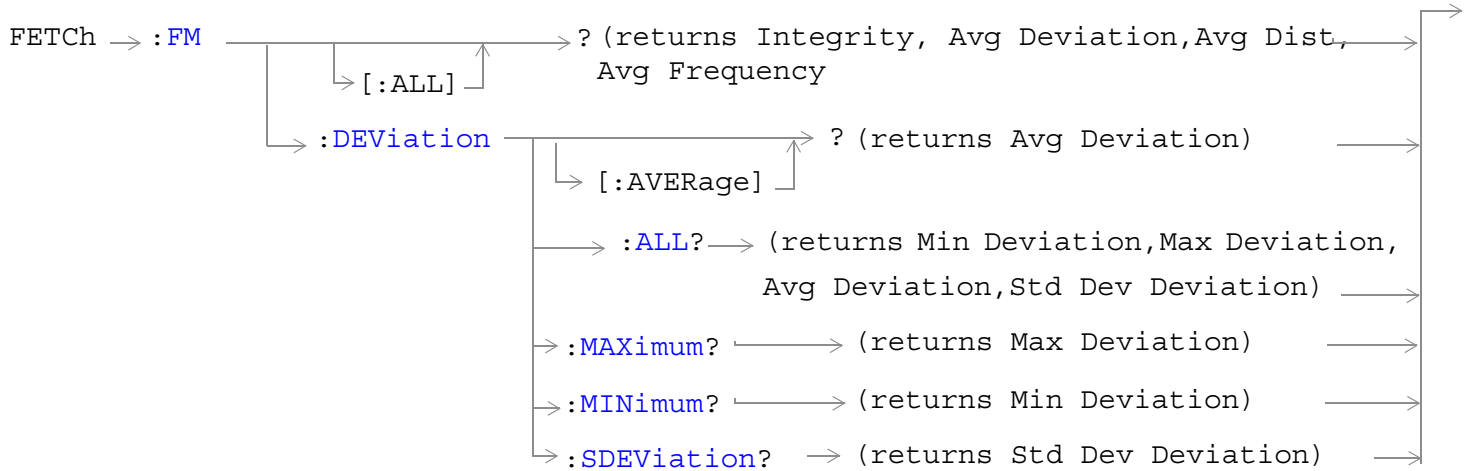 FETCh :FM ? (returns Integrity, Avg Deviation,Avg Dist,
[:ALL] Avg Frequency
:DEViation ? (returns Avg Deviation)
[:AVERage]
:ALL? (returns Min Deviation,Max Deviation,
Avg Deviation,Std Dev Deviation)
:MAXimum? (returns Max Deviation)
:MINimum? (returns Min Deviation)
:SDEViation? (returns Std Dev Deviation)